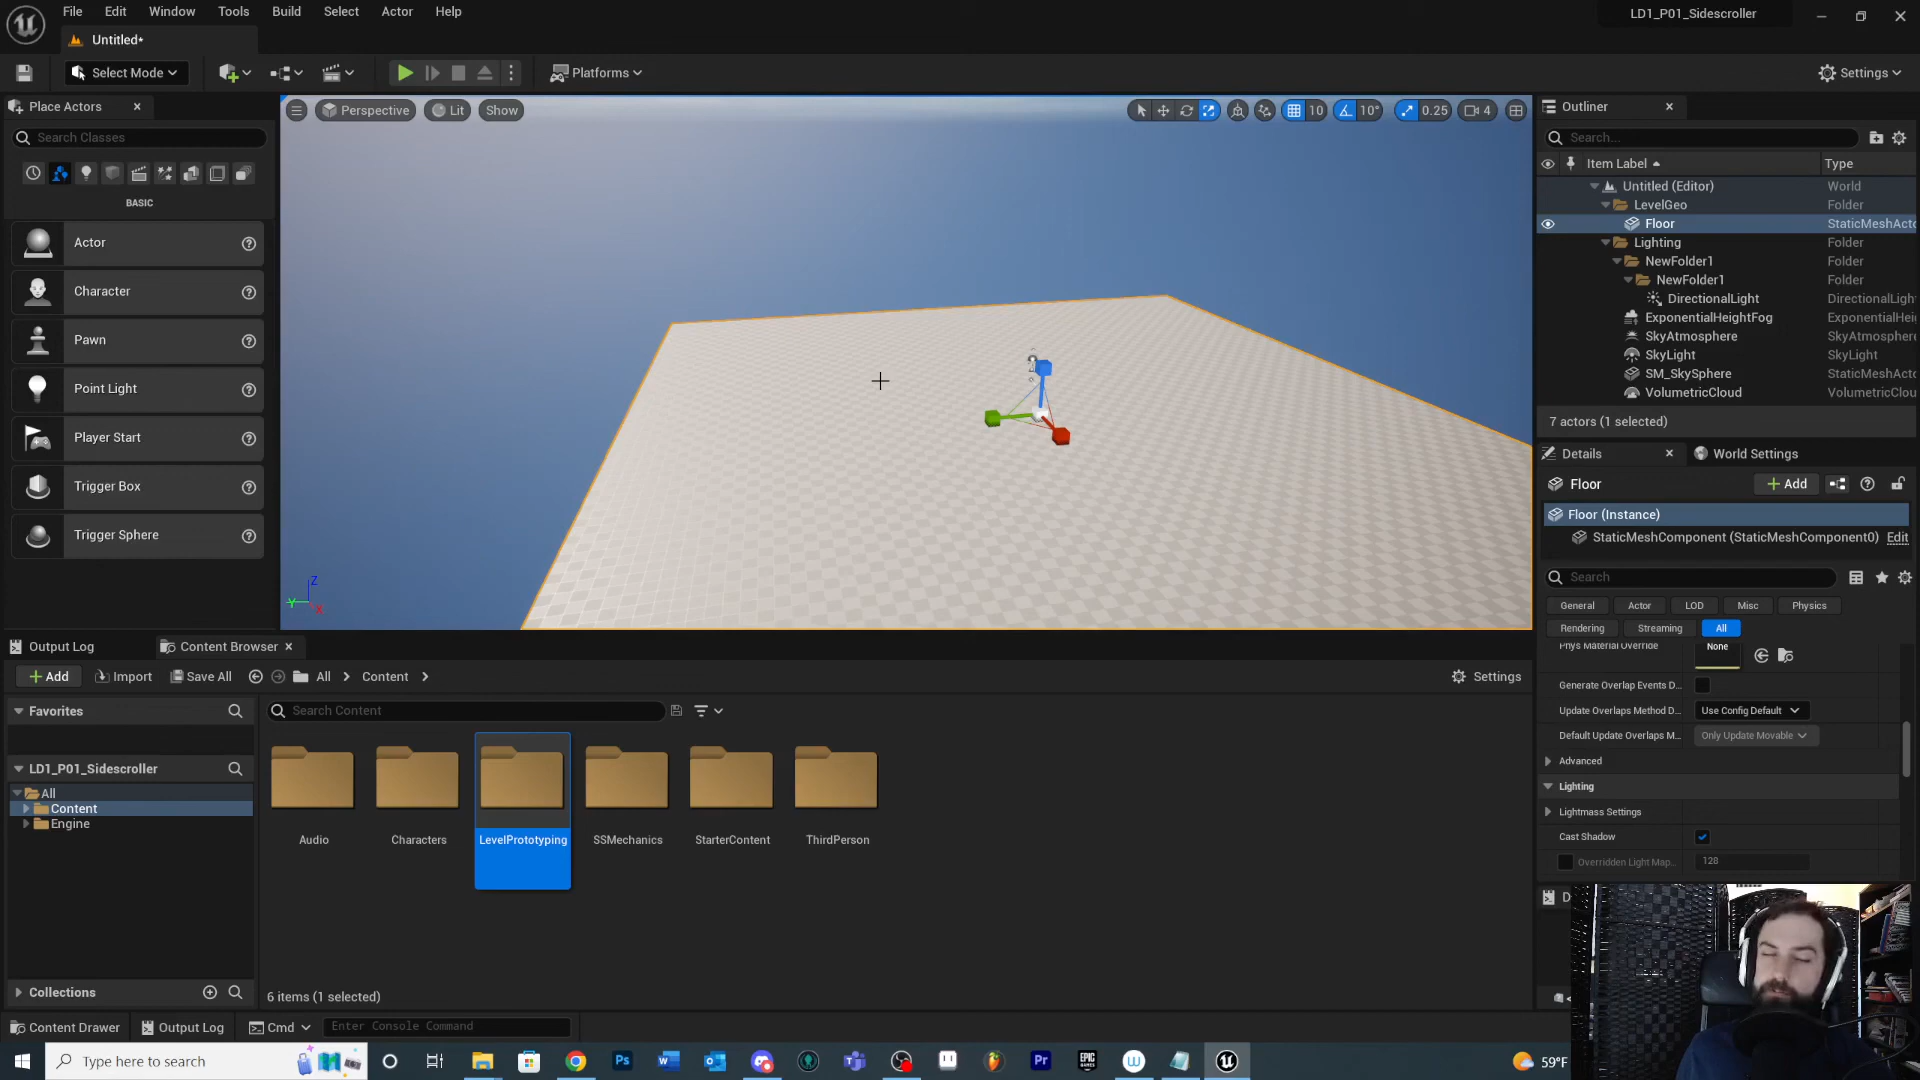 File Edit Window Tools Build Select Actor Help
LD1_P01_Sidescroller
Untitled*
Select Mode
Platforms
Settings
Place Actors
Search Classes
BASIC
Actor
Character
Pawn
Point Light
Player Start
Trigger Box
Trigger Sphere
Perspective Lit Show
10 10° 0.25 4
Z
Y
X
Outliner
Search...
Item Label Type
Untitled (Editor) World
LevelGeo Folder
Floor StaticMeshActo
Lighting Folder
NewFolder1 Folder
NewFolder1 Folder
DirectionalLight DirectionalLight
ExponentialHeightFog ExponentialHei
SkyAtmosphere SkyAtmosphere
SkyLight SkyLight
SM_SkySphere StaticMeshActo
VolumetricCloud VolumetricClou
7 actors (1 selected)
Details
World Settings
Floor
Add
Floor (Instance)
StaticMeshComponent (StaticMeshComponent0) Edit
Search
General Actor LOD Misc Physics
Rendering Streaming All
Phys Material Override None
Generate Overlap Events D...
Update Overlaps Method D... Use Config Default
Default Update Overlaps M... Only Update Movable
Advanced
Lighting
Lightmass Settings
Cast Shadow
Overridden Light Map.. 128
Output Log
Content Browser
Add Import Save All All Content
Settings
Favorites
LD1_P01_Sidescroller
All
Content
Engine
Collections
Search Content
Audio
Characters
LevelPrototyping
SSMechanics
StarterContent
ThirdPerson
6 items (1 selected)
Content Drawer Output Log Cmd Enter Console Command
Type here to search
Ps
Pr
EPIC GAMES
59°F